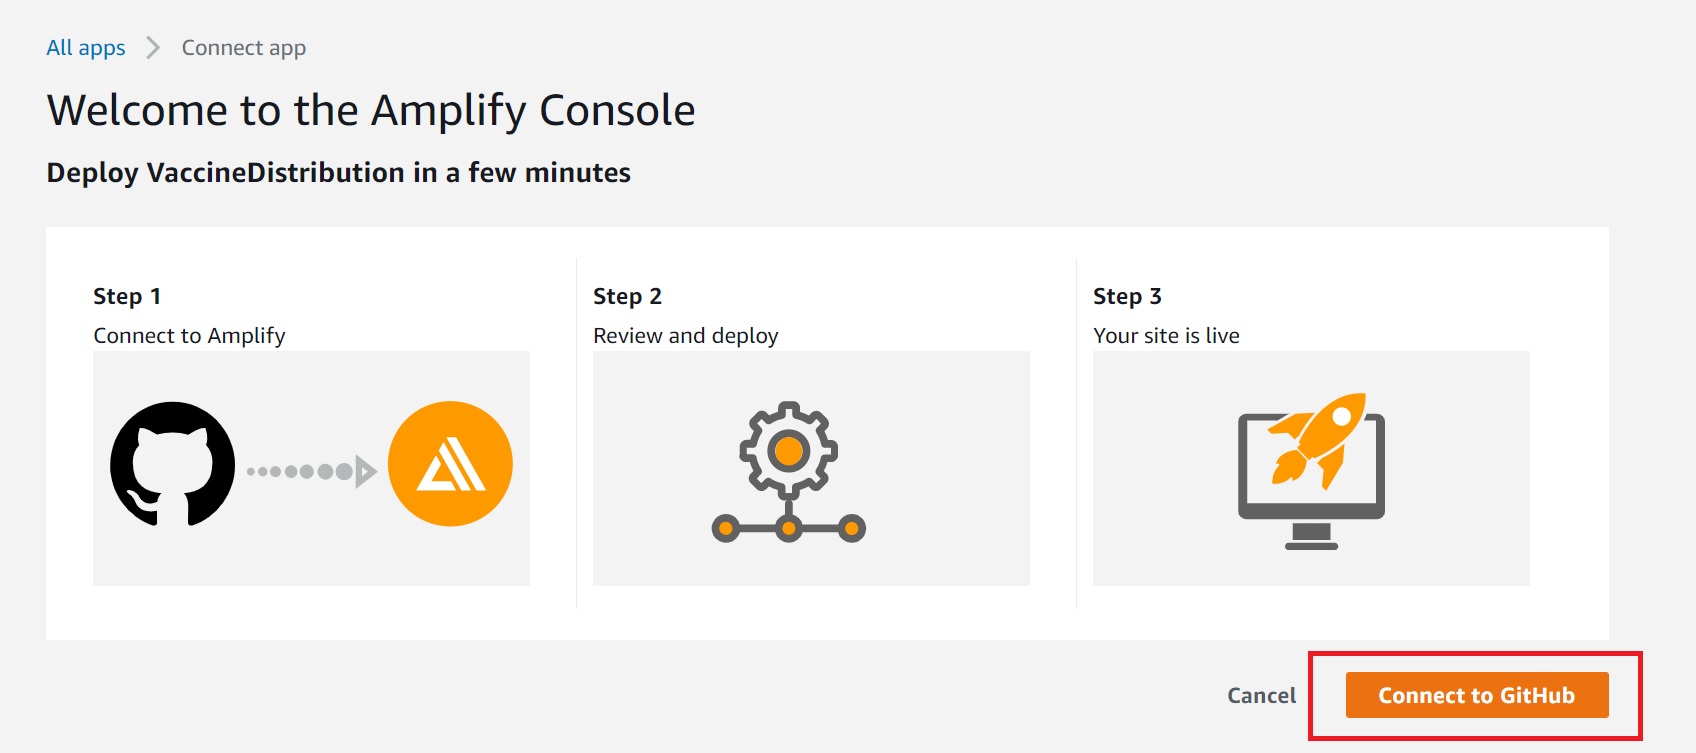 All apps > Connect app
Welcome to the Amplify Console
Deploy VaccineDistribution in a few minutes
Step 1
Connect to Amplify
Step 2
Review and deploy
Step 3
Your site is live
Cancel
Connect to GitHub